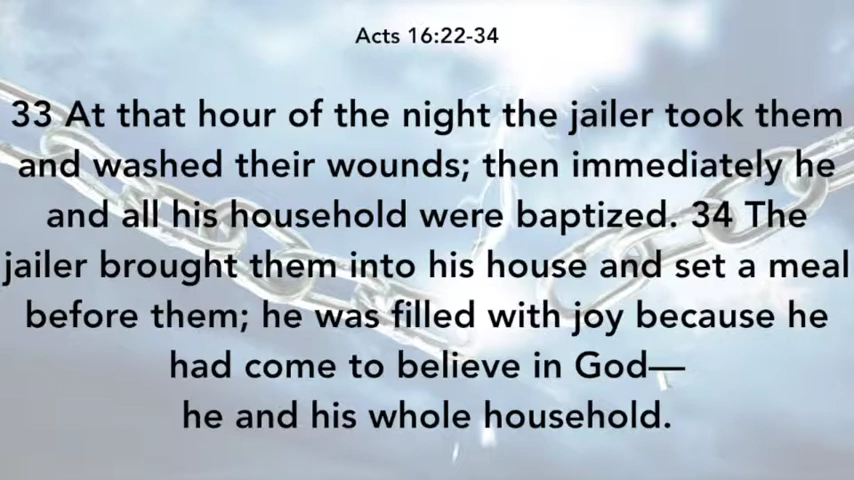 Acts 16:22-34
33 At that hour of the night the jailer took them
and washed their wounds; then immediately he
and all his household were baptized. 34 The
jailer brought them into his house and set a meal
before them; he was filled with joy because he
had come to believe in God—
he and his whole household.